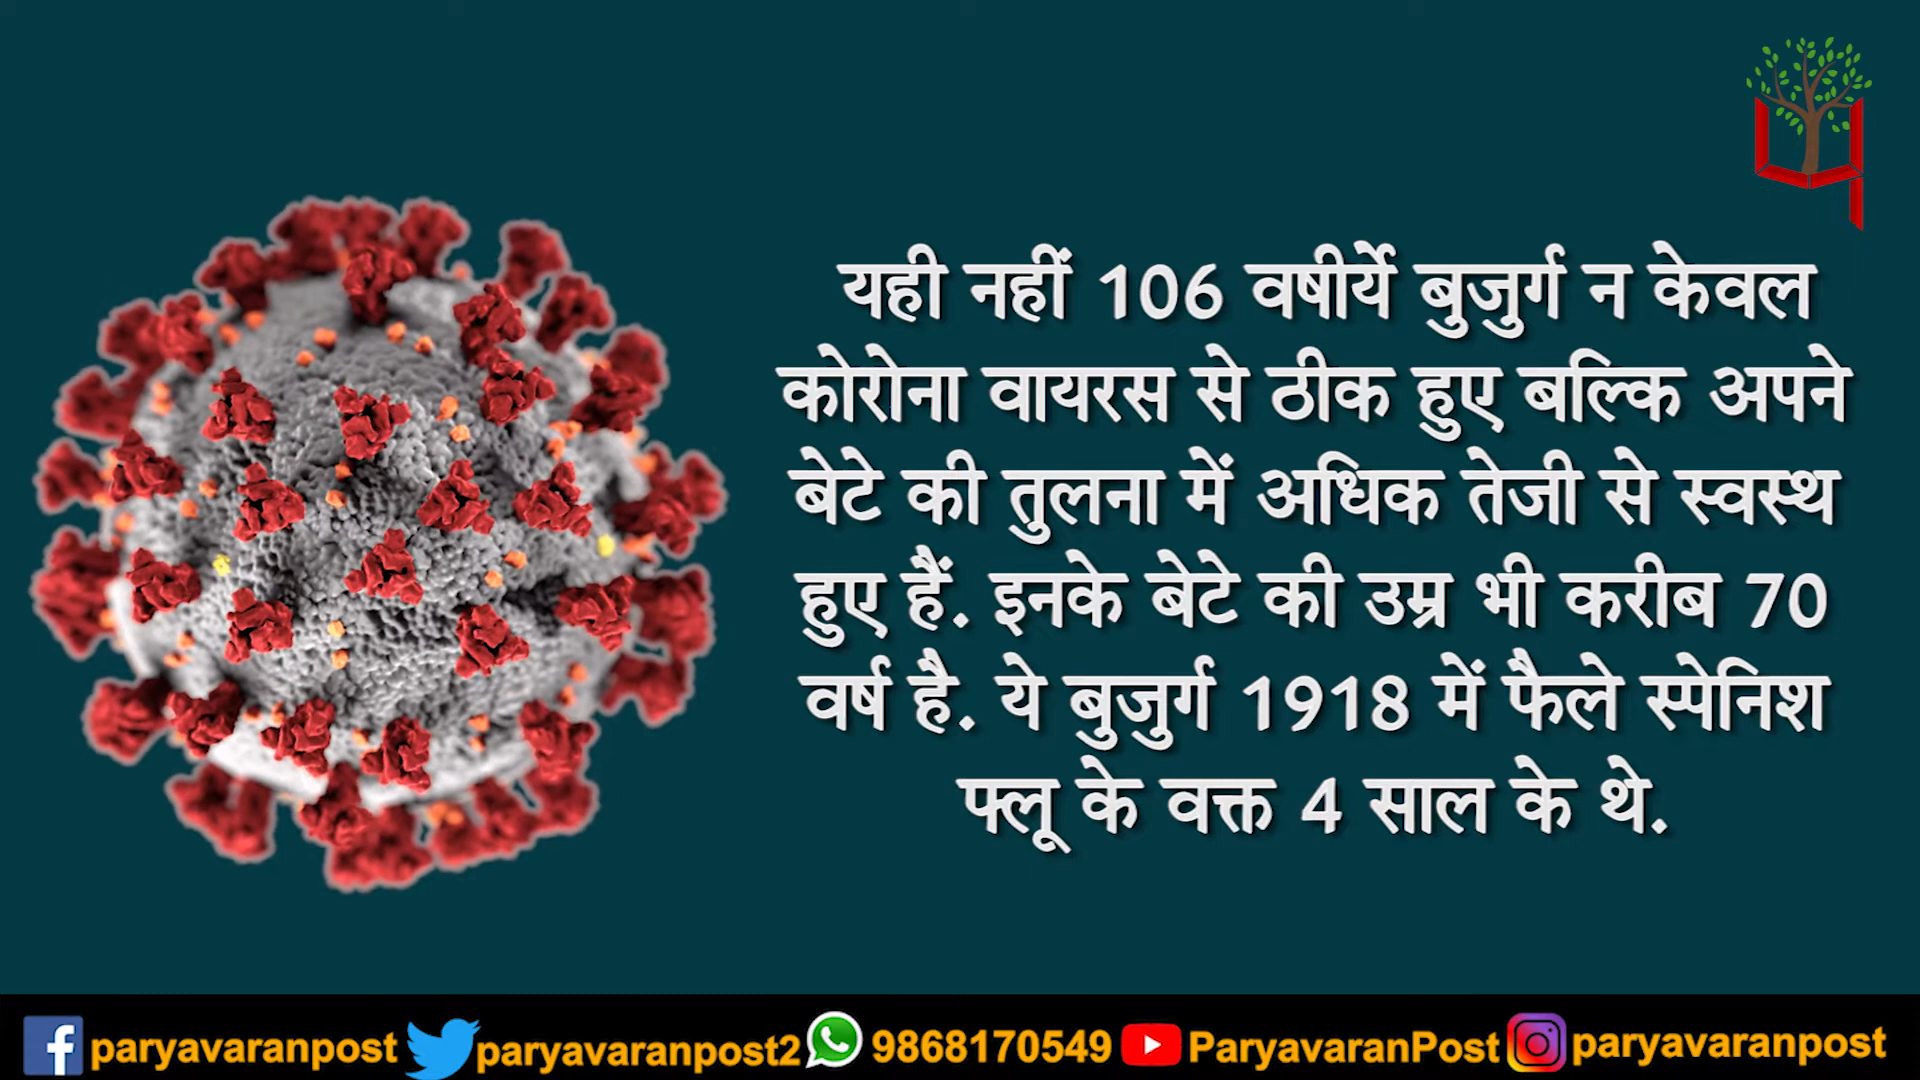 यही नहीं 106 वर्षीर्ये बुजुर्ग न केवल
कोरोना वायरस से ठीक हुए बल्कि अपने
बेटे की तुलना में अधिक तेजी से स्वस्थ
हुए हैं. इनके बेटे की उम्र भी करीब 70
वर्ष है. ये बुजुर्ग 1918 में फैले स्पेनिश
फ्लू के वक्त 4 साल के थे.
paryavaranpost paryavaranpost2 9868170549 ParyavaranPost paryavaranpost